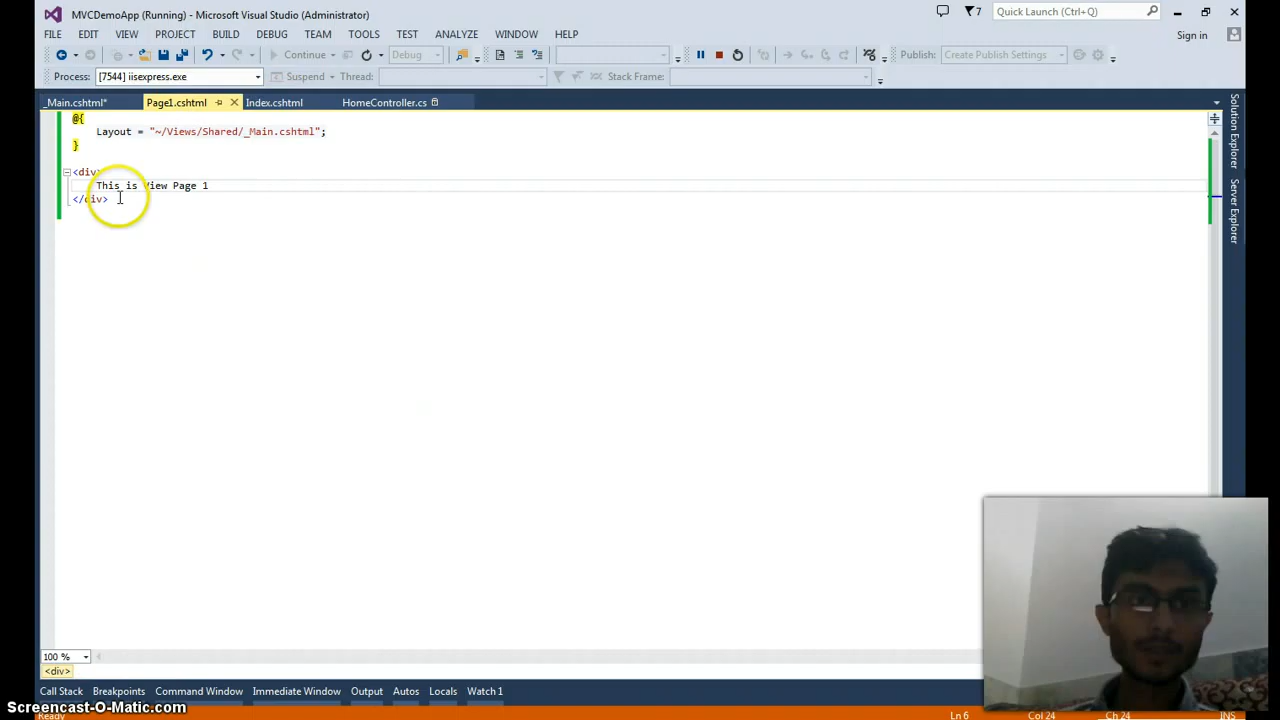 MVCDemoApp (Running) - Microsoft Visual Studio (Administrator)
7
Quick Launch (Ctrl+Q)
FILE EDIT VIEW PROJECT BUILD DEBUG TEAM TOOLS TEST ANALYZE WINDOW HELP
Sign in
Continue Debug Publish: Create Publish Settings
Process: [7544] iisexpress.exe Suspend Thread: Stack Frame:
_Main.cshtml* Page1.cshtml Index.cshtml HomeController.cs
@{
Layout = "~/Views/Shared/_Main.cshtml";
}
<div>
This is View Page 1
</div>
Solution Explorer
Server Explorer
100 %
<div>
Call Stack Breakpoints Command Window Immediate Window Output Autos Locals Watch 1
Ready Ln 6 Col 24 Ch 24 INS
Screencast-O-Matic.com